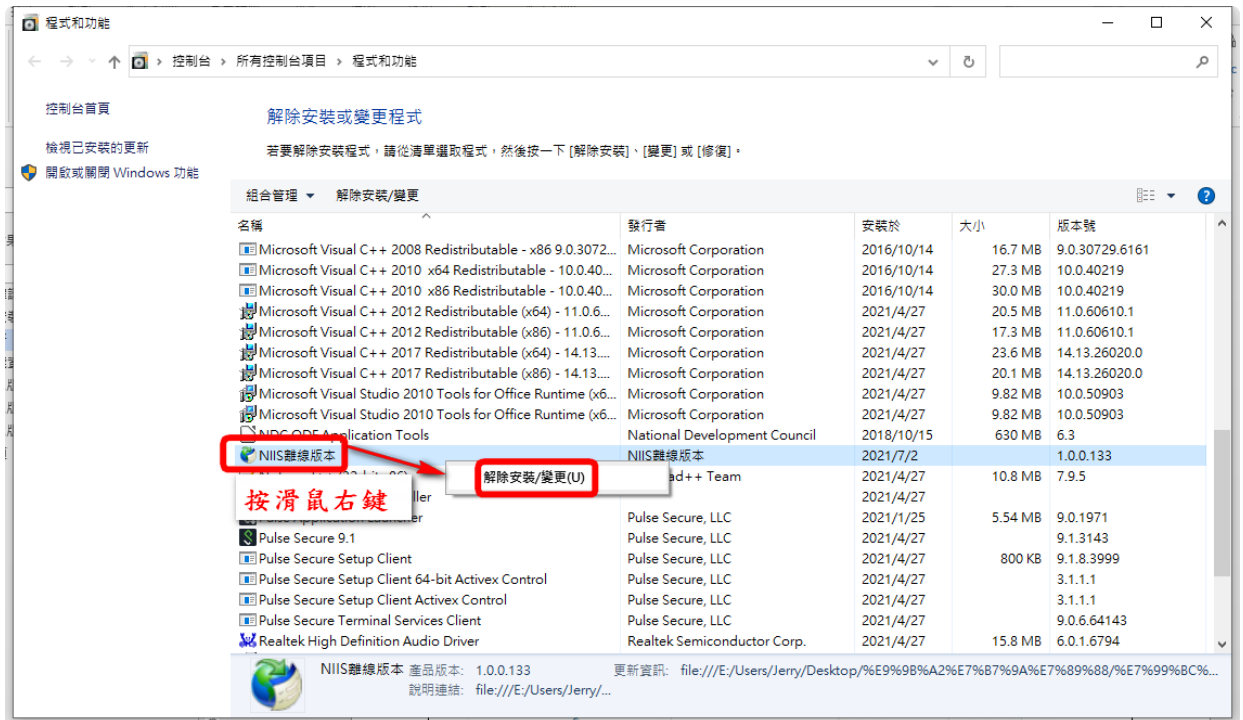 程式和功能
控制台 › 所有控制台項目 › 程式和功能
控制台首頁
檢視已安裝的更新
開啟或關閉 Windows 功能
解除安裝或變更程式
若要解除安裝程式，請從清單選取程式，然後按一下 [解除安裝]、[變更] 或 [修復]。
組合管理 解除安裝/變更
名稱 發行者 安裝於 大小 版本號
Microsoft Visual C++ 2008 Redistributable - x86 9.0.3072... Microsoft Corporation 2016/10/14 16.7 MB 9.0.30729.6161
Microsoft Visual C++ 2010 x64 Redistributable - 10.0.40... Microsoft Corporation 2016/10/14 27.3 MB 10.0.40219
Microsoft Visual C++ 2010 x86 Redistributable - 10.0.40... Microsoft Corporation 2016/10/14 30.0 MB 10.0.40219
Microsoft Visual C++ 2012 Redistributable (x64) - 11.0.6... Microsoft Corporation 2021/4/27 20.5 MB 11.0.60610.1
Microsoft Visual C++ 2012 Redistributable (x86) - 11.0.6... Microsoft Corporation 2021/4/27 17.3 MB 11.0.60610.1
Microsoft Visual C++ 2017 Redistributable (x64) - 14.13.... Microsoft Corporation 2021/4/27 23.6 MB 14.13.26020.0
Microsoft Visual C++ 2017 Redistributable (x86) - 14.13.... Microsoft Corporation 2021/4/27 20.1 MB 14.13.26020.0
Microsoft Visual Studio 2010 Tools for Office Runtime (x6... Microsoft Corporation 2021/4/27 9.82 MB 10.0.50903
Microsoft Visual Studio 2010 Tools for Office Runtime (x6... Microsoft Corporation 2021/4/27 9.82 MB 10.0.50903
NDC ODF Application Tools National Development Council 2018/10/15 630 MB 6.3
NIIS離線版本 NIIS離線版本 2021/7/2 1.0.0.133
解除安裝/變更(U) ad++ Team 2021/4/27 10.8 MB 7.9.5
按滑鼠右鍵 ller 2021/4/27
Pulse Application Launcher Pulse Secure, LLC 2021/1/25 5.54 MB 9.0.1971
Pulse Secure 9.1 Pulse Secure, LLC 2021/4/27 9.1.3143
Pulse Secure Setup Client Pulse Secure, LLC 2021/4/27 800 KB 9.1.8.3999
Pulse Secure Setup Client 64-bit Activex Control Pulse Secure, LLC 2021/4/27 3.1.1.1
Pulse Secure Setup Client Activex Control Pulse Secure, LLC 2021/4/27 3.1.1.1
Pulse Secure Terminal Services Client Pulse Secure, LLC 2021/4/27 9.0.6.64143
Realtek High Definition Audio Driver Realtek Semiconductor Corp. 2021/4/27 15.8 MB 6.0.1.6794
NIIS離線版本 產品版本: 1.0.0.133 更新資訊: file:///E:/Users/Jerry/Desktop/%E9%9B%A2%E7%B7%9A%E7%89%88/%E7%99%BC%...
說明連結: file:///E:/Users/Jerry/...